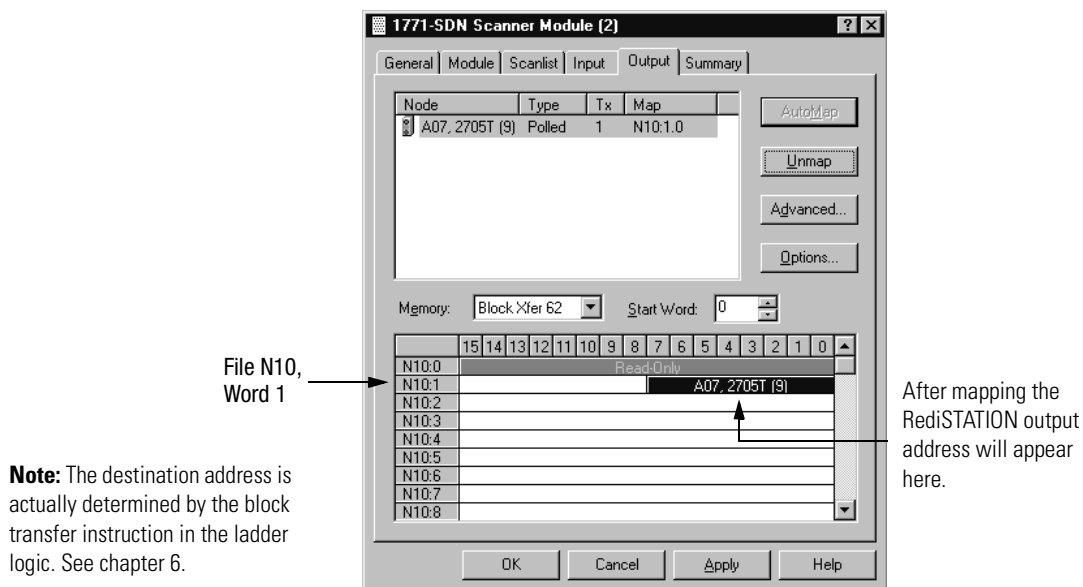 1771-SDN Scanner Module (2)
General Module Scanlist Input Output Summary
Node Type Tx Map
A07, 2705T (9) Polled 1 N10:1.0
AutoMap
Unmap
Advanced...
Options...
Memory: Block Xfer 62 Start Word: 0
15 14 13 12 11 10 9 8 7 6 5 4 3 2 1 0
N10:0 Read-Only
N10:1 A07, 2705T (9)
N10:2
N10:3
N10:4
N10:5
N10:6
N10:7
N10:8
OK Cancel Apply Help
File N10,
Word 1
Note: The destination address is
actually determined by the block
transfer instruction in the ladder
logic. See chapter 6.
After mapping the
RediSTATION output
address will appear
here.